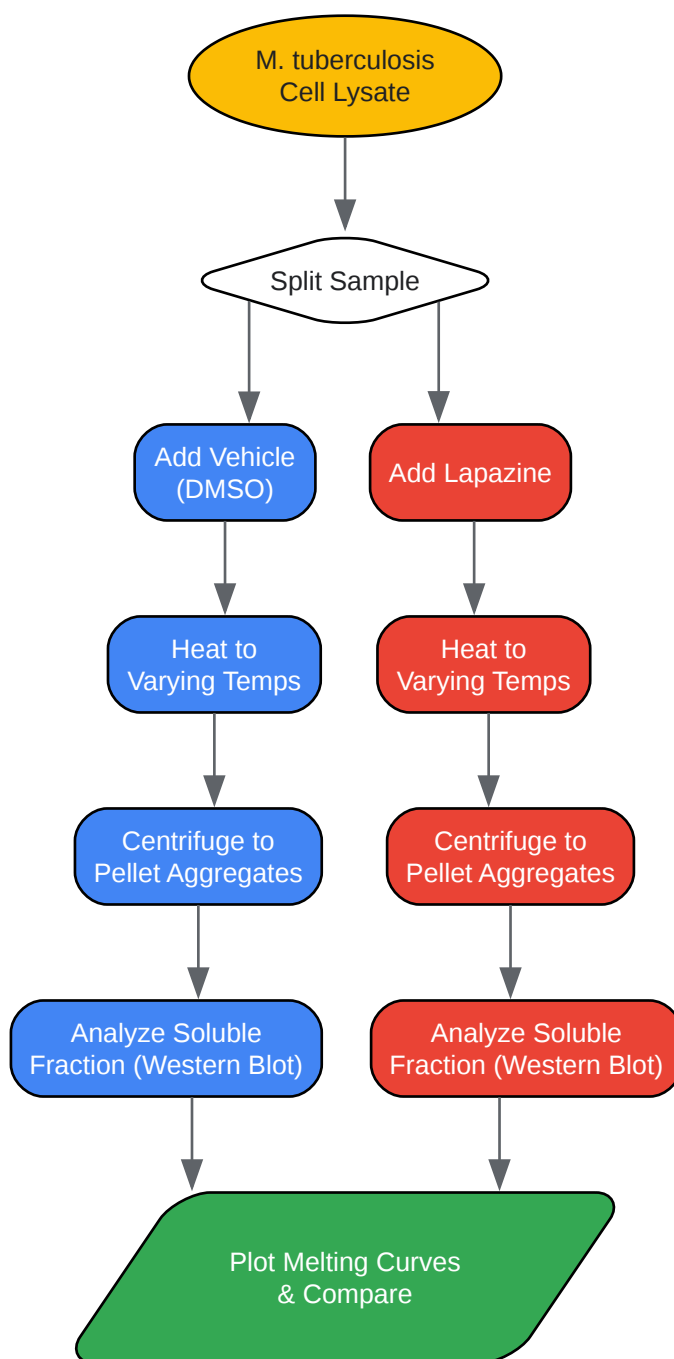 M. tuberculosis
Cell Lysate
Split Sample
Add Vehicle
(DMSO)
Add Lapazine
Heat to
Varying Temps
Heat to
Varying Temps
Centrifuge to
Pellet Aggregates
Centrifuge to
Pellet Aggregates
Analyze Soluble
Fraction (Western Blot)
Analyze Soluble
Fraction (Western Blot)
Plot Melting Curves
& Compare